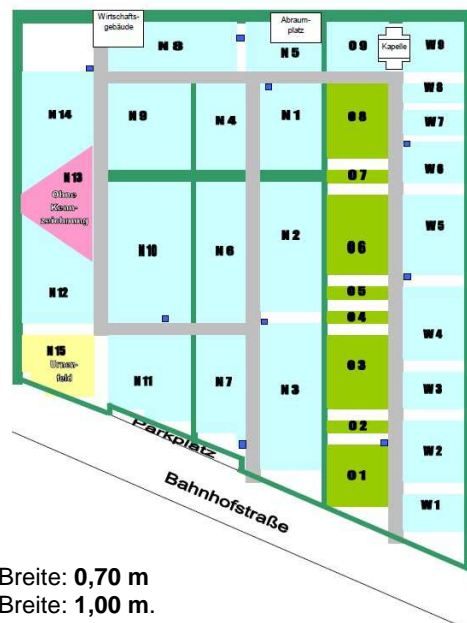 Wirtschafts-
gebäude
Abraum-
platz
N 8
N 5
O 9
Kapelle
W 9
W 8
N 14
N 9
N 4
N 1
O 8
W 7
N 13
Ohne
Kenn-
zeichnung
O 7
W 6
N 10
N 6
N 2
O 6
W 5
N 12
O 5
O 4
W 4
N 15
Urnen-
feld
N 11
N 7
N 3
O 3
W 3
O 2
W 2
Parkplatz
O 1
W 1
Bahnhofstraße
Breite: 0,70 m
Breite: 1,00 m.